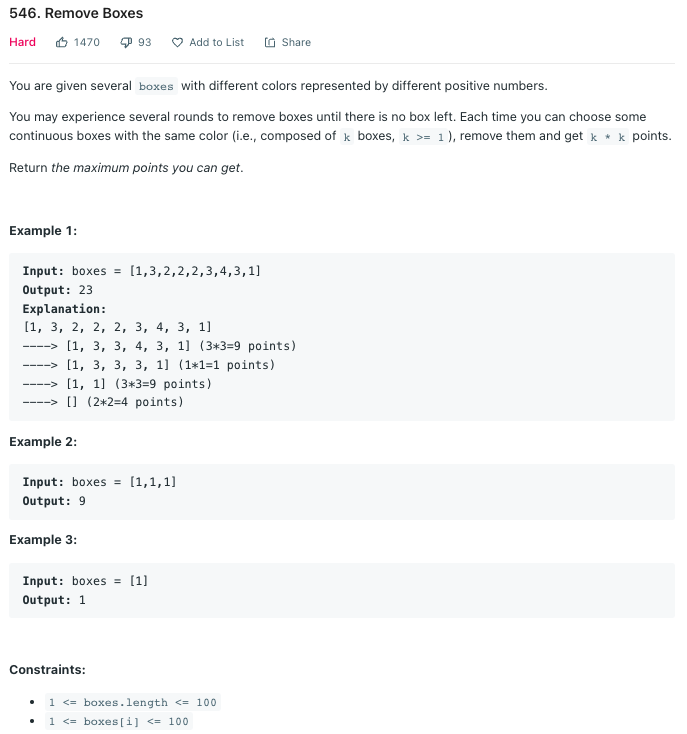 546. Remove Boxes
Hard 1470 93 Add to List Share
You are given several boxes with different colors represented by different positive numbers.
You may experience several rounds to remove boxes until there is no box left. Each time you can choose some
continuous boxes with the same color (i.e., composed of k boxes, k >= 1 ), remove them and get k * k points.
Return the maximum points you can get.
Example 1:
Input: boxes = [1,3,2,2,2,3,4,3,1]
Output: 23
Explanation:
[1, 3, 2, 2, 2, 3, 4, 3, 1]
----> [1, 3, 3, 4, 3, 1] (3*3=9 points)
----> [1, 3, 3, 3, 1] (1*1=1 points)
----> [1, 1] (3*3=9 points)
----> [] (2*2=4 points)
Example 2:
Input: boxes = [1,1,1]
Output: 9
Example 3:
Input: boxes = [1]
Output: 1
Constraints:
• 1 <= boxes.length <= 100
• 1 <= boxes[i] <= 100